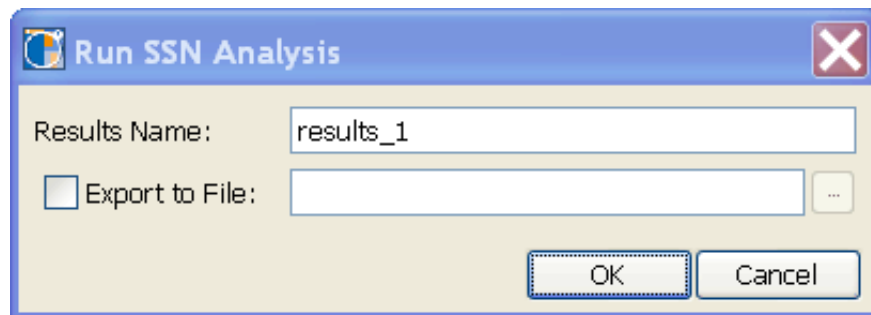 Run SSN Analysis
Results Name: results_1
Export to File: ...
OK Cancel